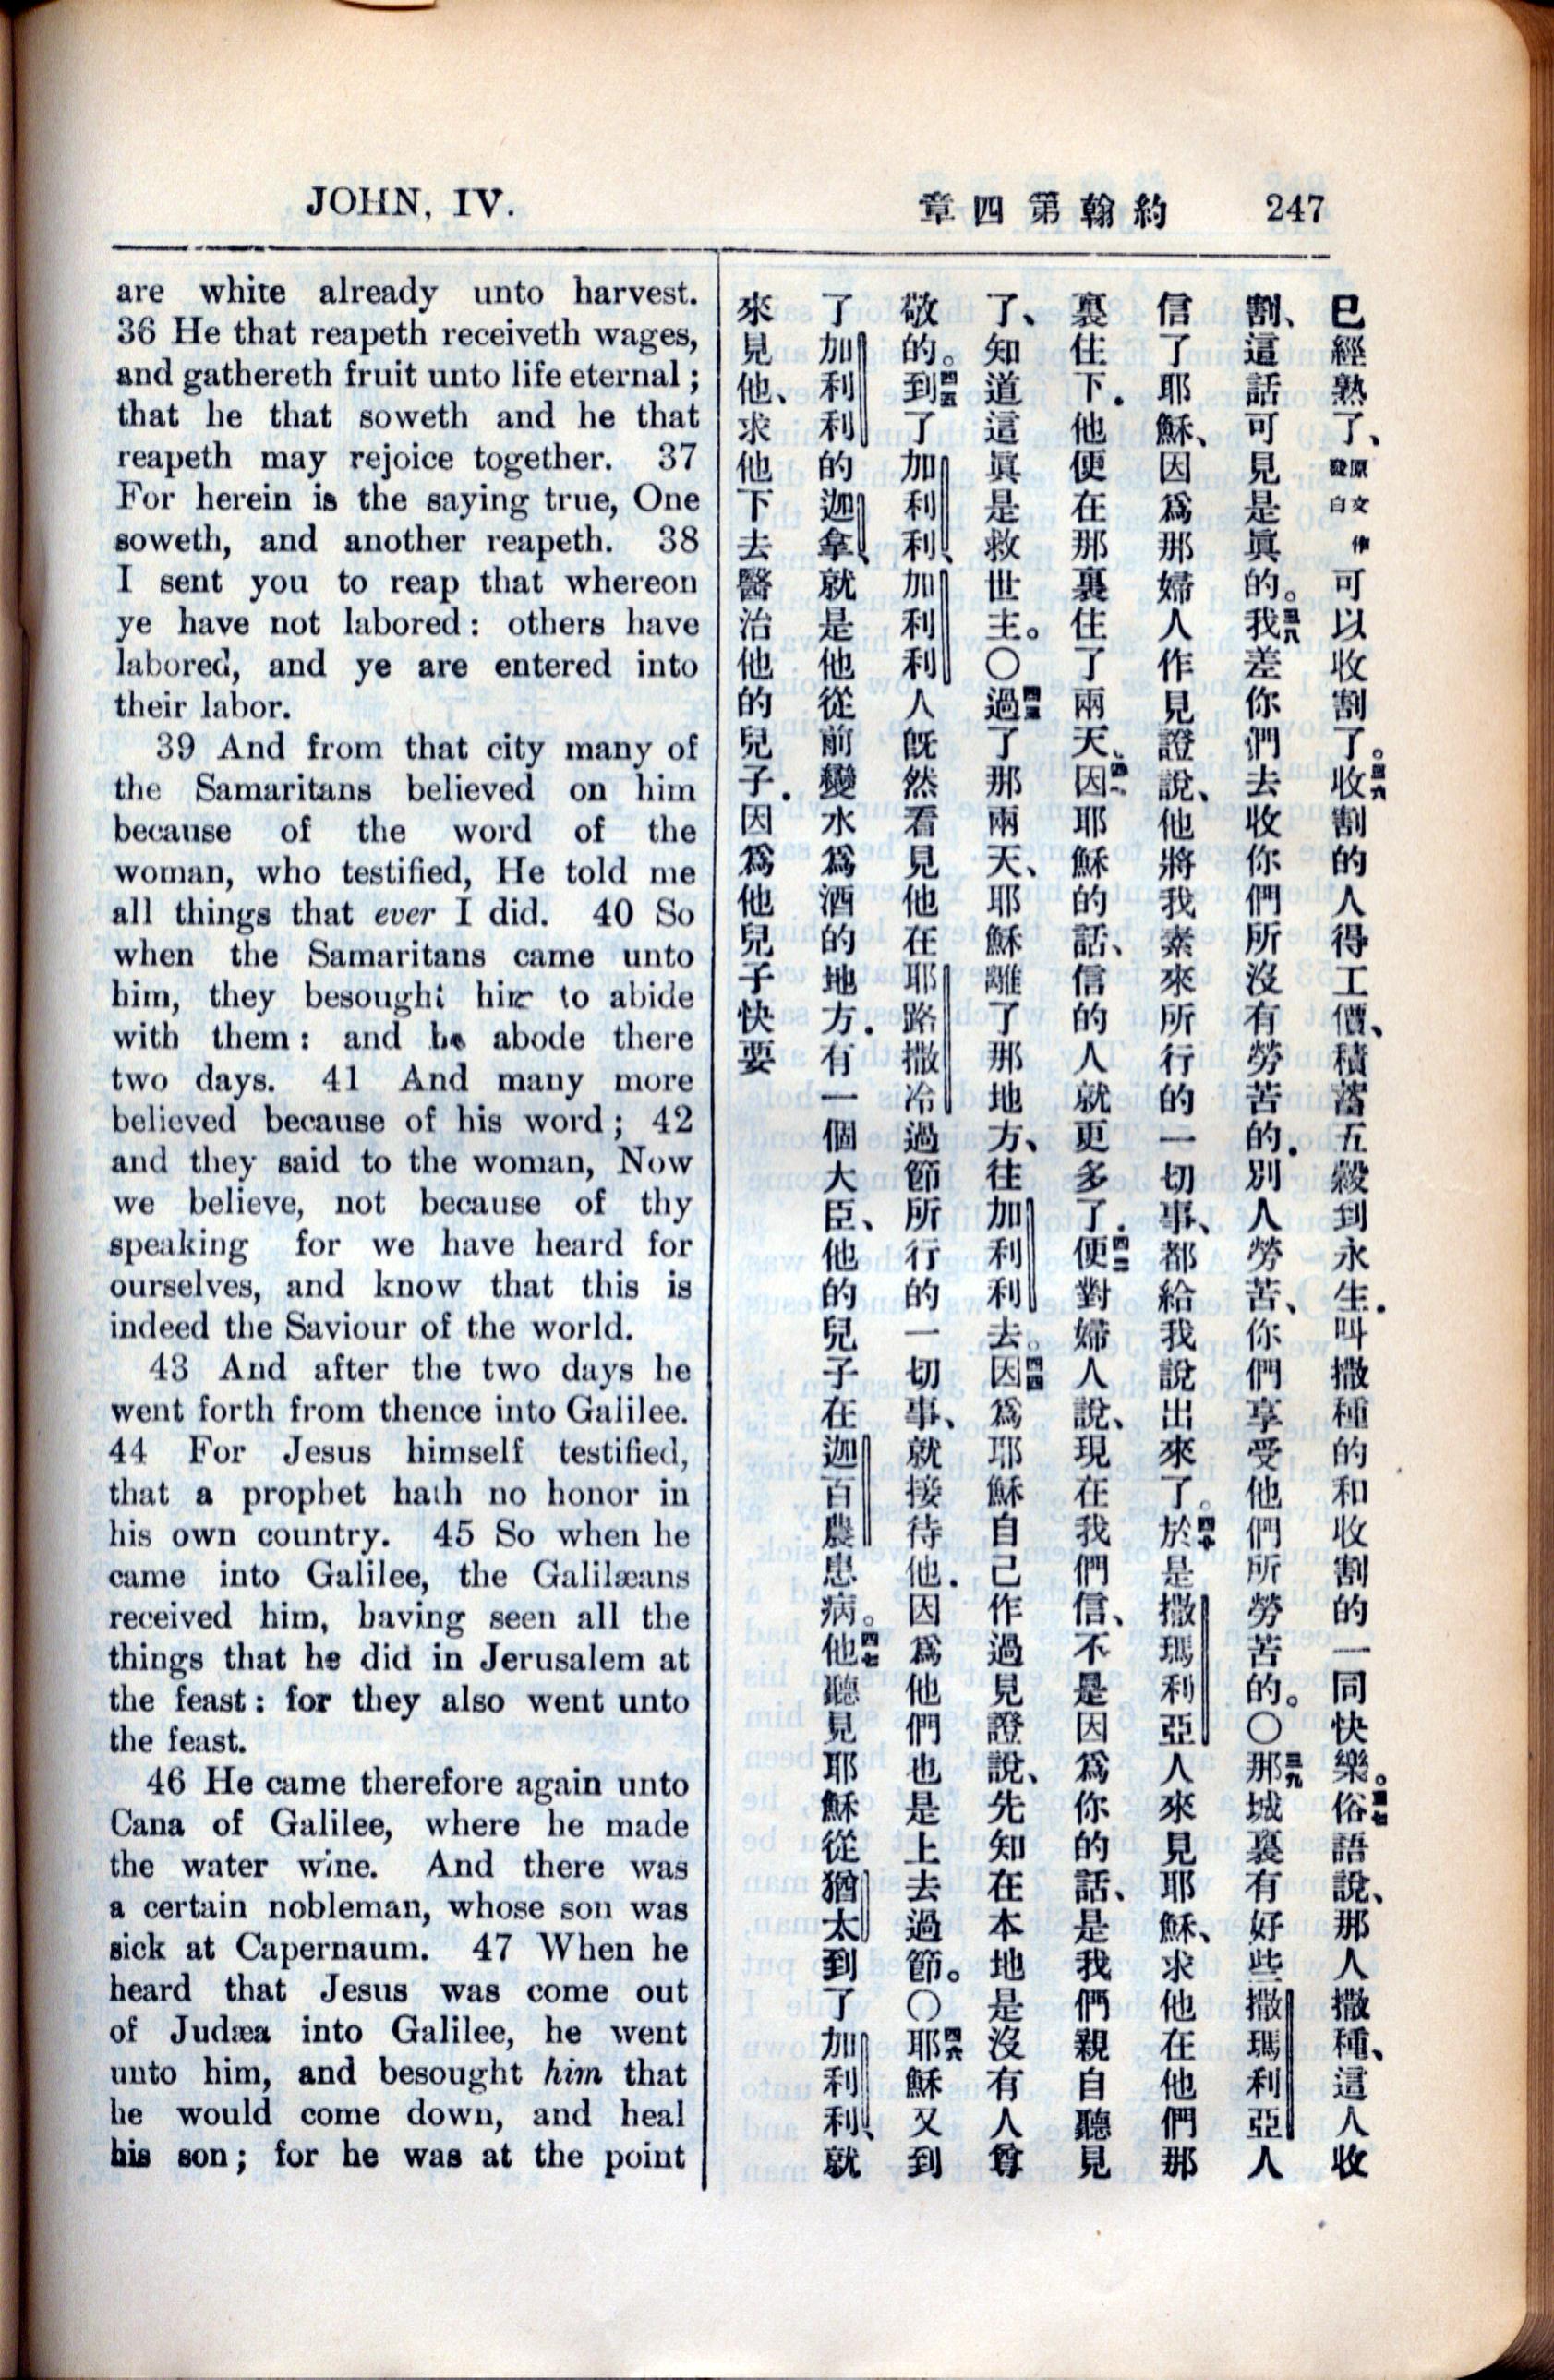 JOHN, IV.
章四第翰約 247
are white already unto harvest.
36 He that reapeth receiveth wages,
and gathereth fruit unto life eternal;
that he that soweth and he that
reapeth may rejoice together. 37
For herein is the saying true, One
soweth, and another reapeth. 38
I sent you to reap that whereon
ye have not labored: others have
labored, and ye are entered into
their labor.
39 And from that city many of
the Samaritans believed on him
because of the word of the
woman, who testified, He told me
all things that ever I did. 40 So
when the Samaritans came unto
him, they besought him to abide
with them: and he abode there
two days. 41 And many more
believed because of his word; 42
and they said to the woman, Now
we believe, not because of thy
speaking for we have heard for
ourselves, and know that this is
indeed the Saviour of the world.
43 And after the two days he
went forth from thence into Galilee.
44 For Jesus himself testified,
that a prophet hath no honor in
his own country. 45 So when he
came into Galilee, the Galilæans
received him, having seen all the
things that he did in Jerusalem at
the feast: for they also went unto
the feast.
46 He came therefore again unto
Cana of Galilee, where he made
the water wine. And there was
a certain nobleman, whose son was
sick at Capernaum. 47 When he
heard that Jesus was come out
of Judæa into Galilee, he went
unto him, and besought him that
he would come down, and heal
his son; for he was at the point
已經熟了、原文作發白可以收割了。三六收割的人得工價、積蓄五穀到永生．叫撒種的和收割的一同快樂。三七俗語說、那人撒種、這人收
割、這話可見是眞的。三八我差你們去收你們所沒有勞苦的．別人勞苦、你們享受他們所勞苦的。〇三九那城裏有好些撒瑪利亞人
信了耶穌、因爲那婦人作見證說、他將我素來所行的一切事、都給我說出來了。四十於是撒瑪利亞人來見耶穌、求他在他們那
裏住下．他便在那裏住了兩天、四一因耶穌的話、信的人就更多了．四二便對婦人說、現在我們信、不是因爲你的話、是我們親自聽見
了、知道這眞是救世主。〇四三過了那兩天、耶穌離了那地方、往加利利去。四四因爲耶穌自己作過見證說、先知在本地是沒有人尊
敬的。四五到了加利利、加利利人旣然看見他在耶路撒冷過節所行的一切事、就接待他．因爲他們也是上去過節。〇四六耶穌又到
了加利利的迦拿、就是他從前變水爲酒的地方．有一個大臣、他的兒子在迦百農患病。四七他聽見耶穌從猶太到了加利利、就
來見他、求他下去醫治他的兒子．因爲他兒子快要